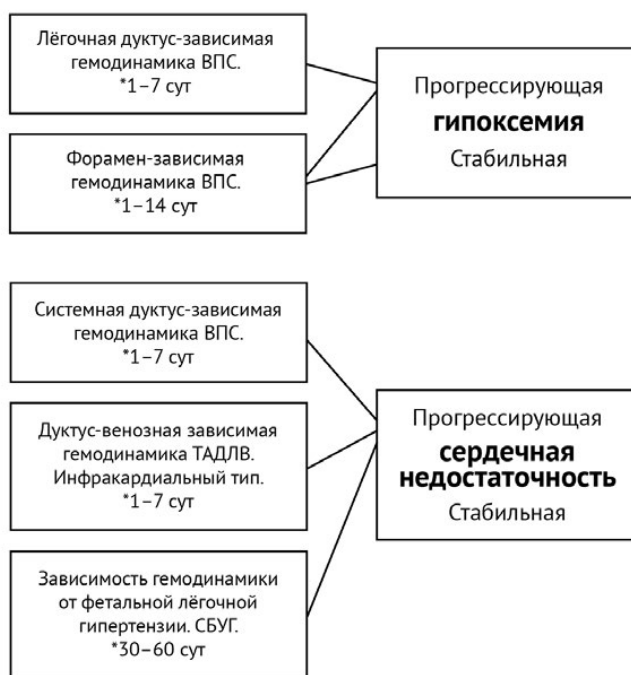 Лёгочная дуктус-зависимая
гемодинамика ВПС.
*1–7 сут
Форамен-зависимая
гемодинамика ВПС.
*1–14 сут
Прогрессирующая
гипоксемия
Стабильная
Системная дуктус-зависимая
гемодинамика ВПС.
*1–7 сут
Дуктус-венозная зависимая
гемодинамика ТАДЛВ.
Инфракардиальный тип.
*1–7 сут
Зависимость гемодинамики
от фетальной лёгочной
гипертензии. СБУГ.
*30–60 сут
Прогрессирующая
сердечная
недостаточность
Стабильная